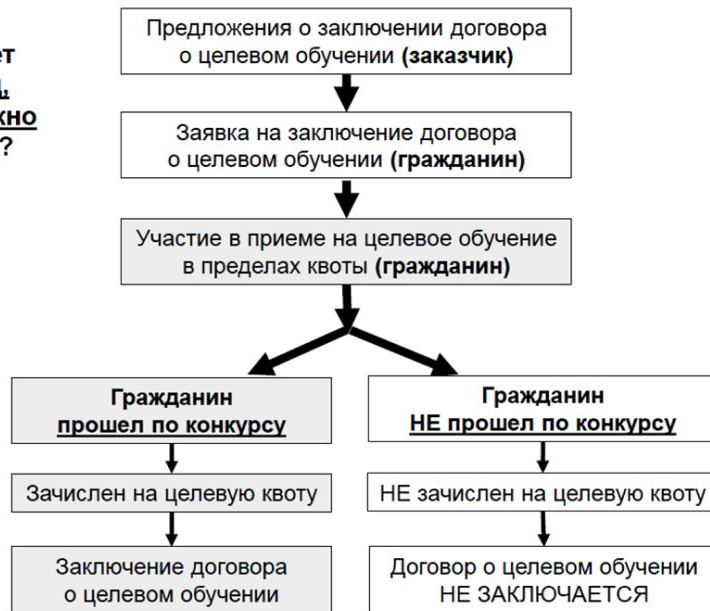 Предложения о заключении договора
о целевом обучении (заказчик)
?
Заявка на заключение договора
о целевом обучении (гражданин)
Участие в приеме на целевое обучение
в пределах квоты (гражданин)
Гражданин
прошел по конкурсу
Зачислен на целевую квоту
Заключение договора
о целевом обучении
Гражданин
НЕ прошел по конкурсу
НЕ зачислен на целевую квоту
Договор о целевом обучении
НЕ ЗАКЛЮЧАЕТСЯ